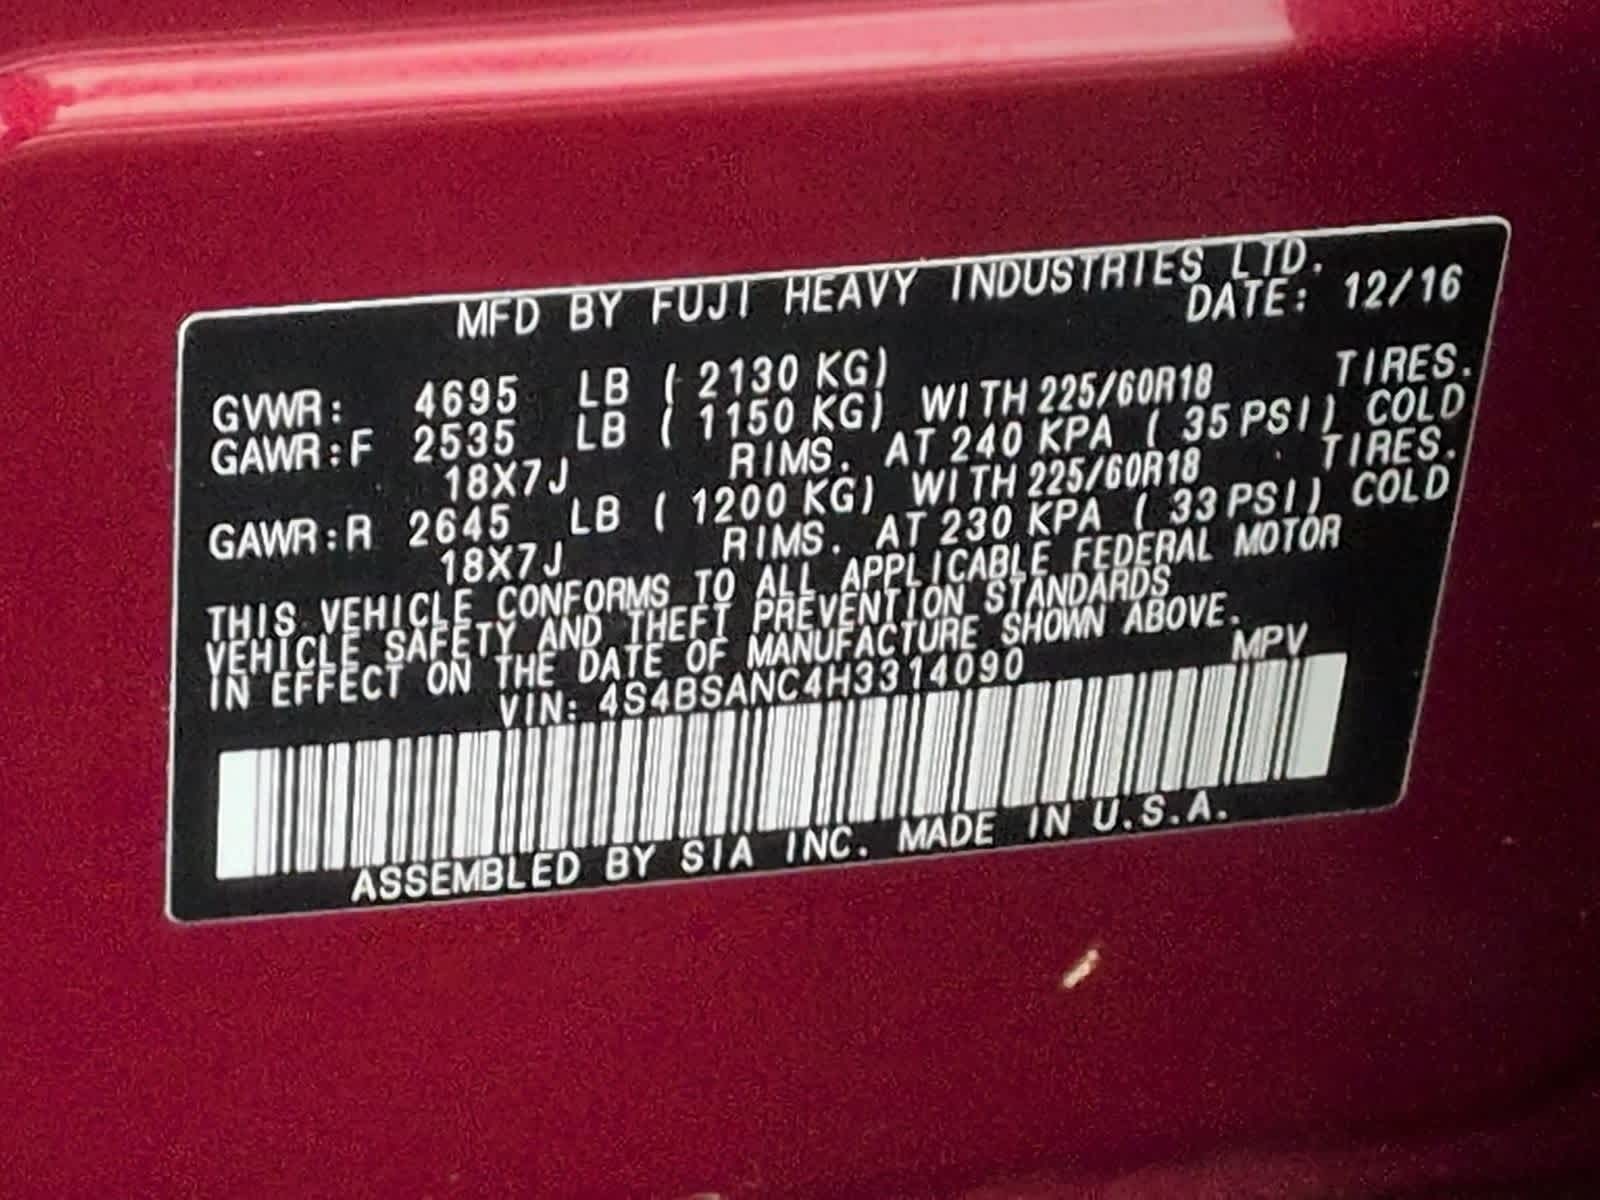 MFD BY FUJI HEAVY INDUSTRIES LTD.
DATE: 12/16
GVWR: 4695 LB ( 2130 KG)
GAWR:F 2535 LB ( 1150 KG) WITH 225/60R18 TIRES.
18X7J RIMS. AT 240 KPA ( 35 PSI) COLD
GAWR:R 2645 LB ( 1200 KG) WITH 225/60R18 TIRES.
18X7J RIMS. AT 230 KPA ( 33 PSI) COLD
THIS VEHICLE CONFORMS TO ALL APPLICABLE FEDERAL MOTOR
VEHICLE SAFETY AND THEFT PREVENTION STANDARDS
IN EFFECT ON THE DATE OF MANUFACTURE SHOWN ABOVE.
VIN: 4S4BSANC4H3314090 MPV
ASSEMBLED BY SIA INC. MADE IN U.S.A.